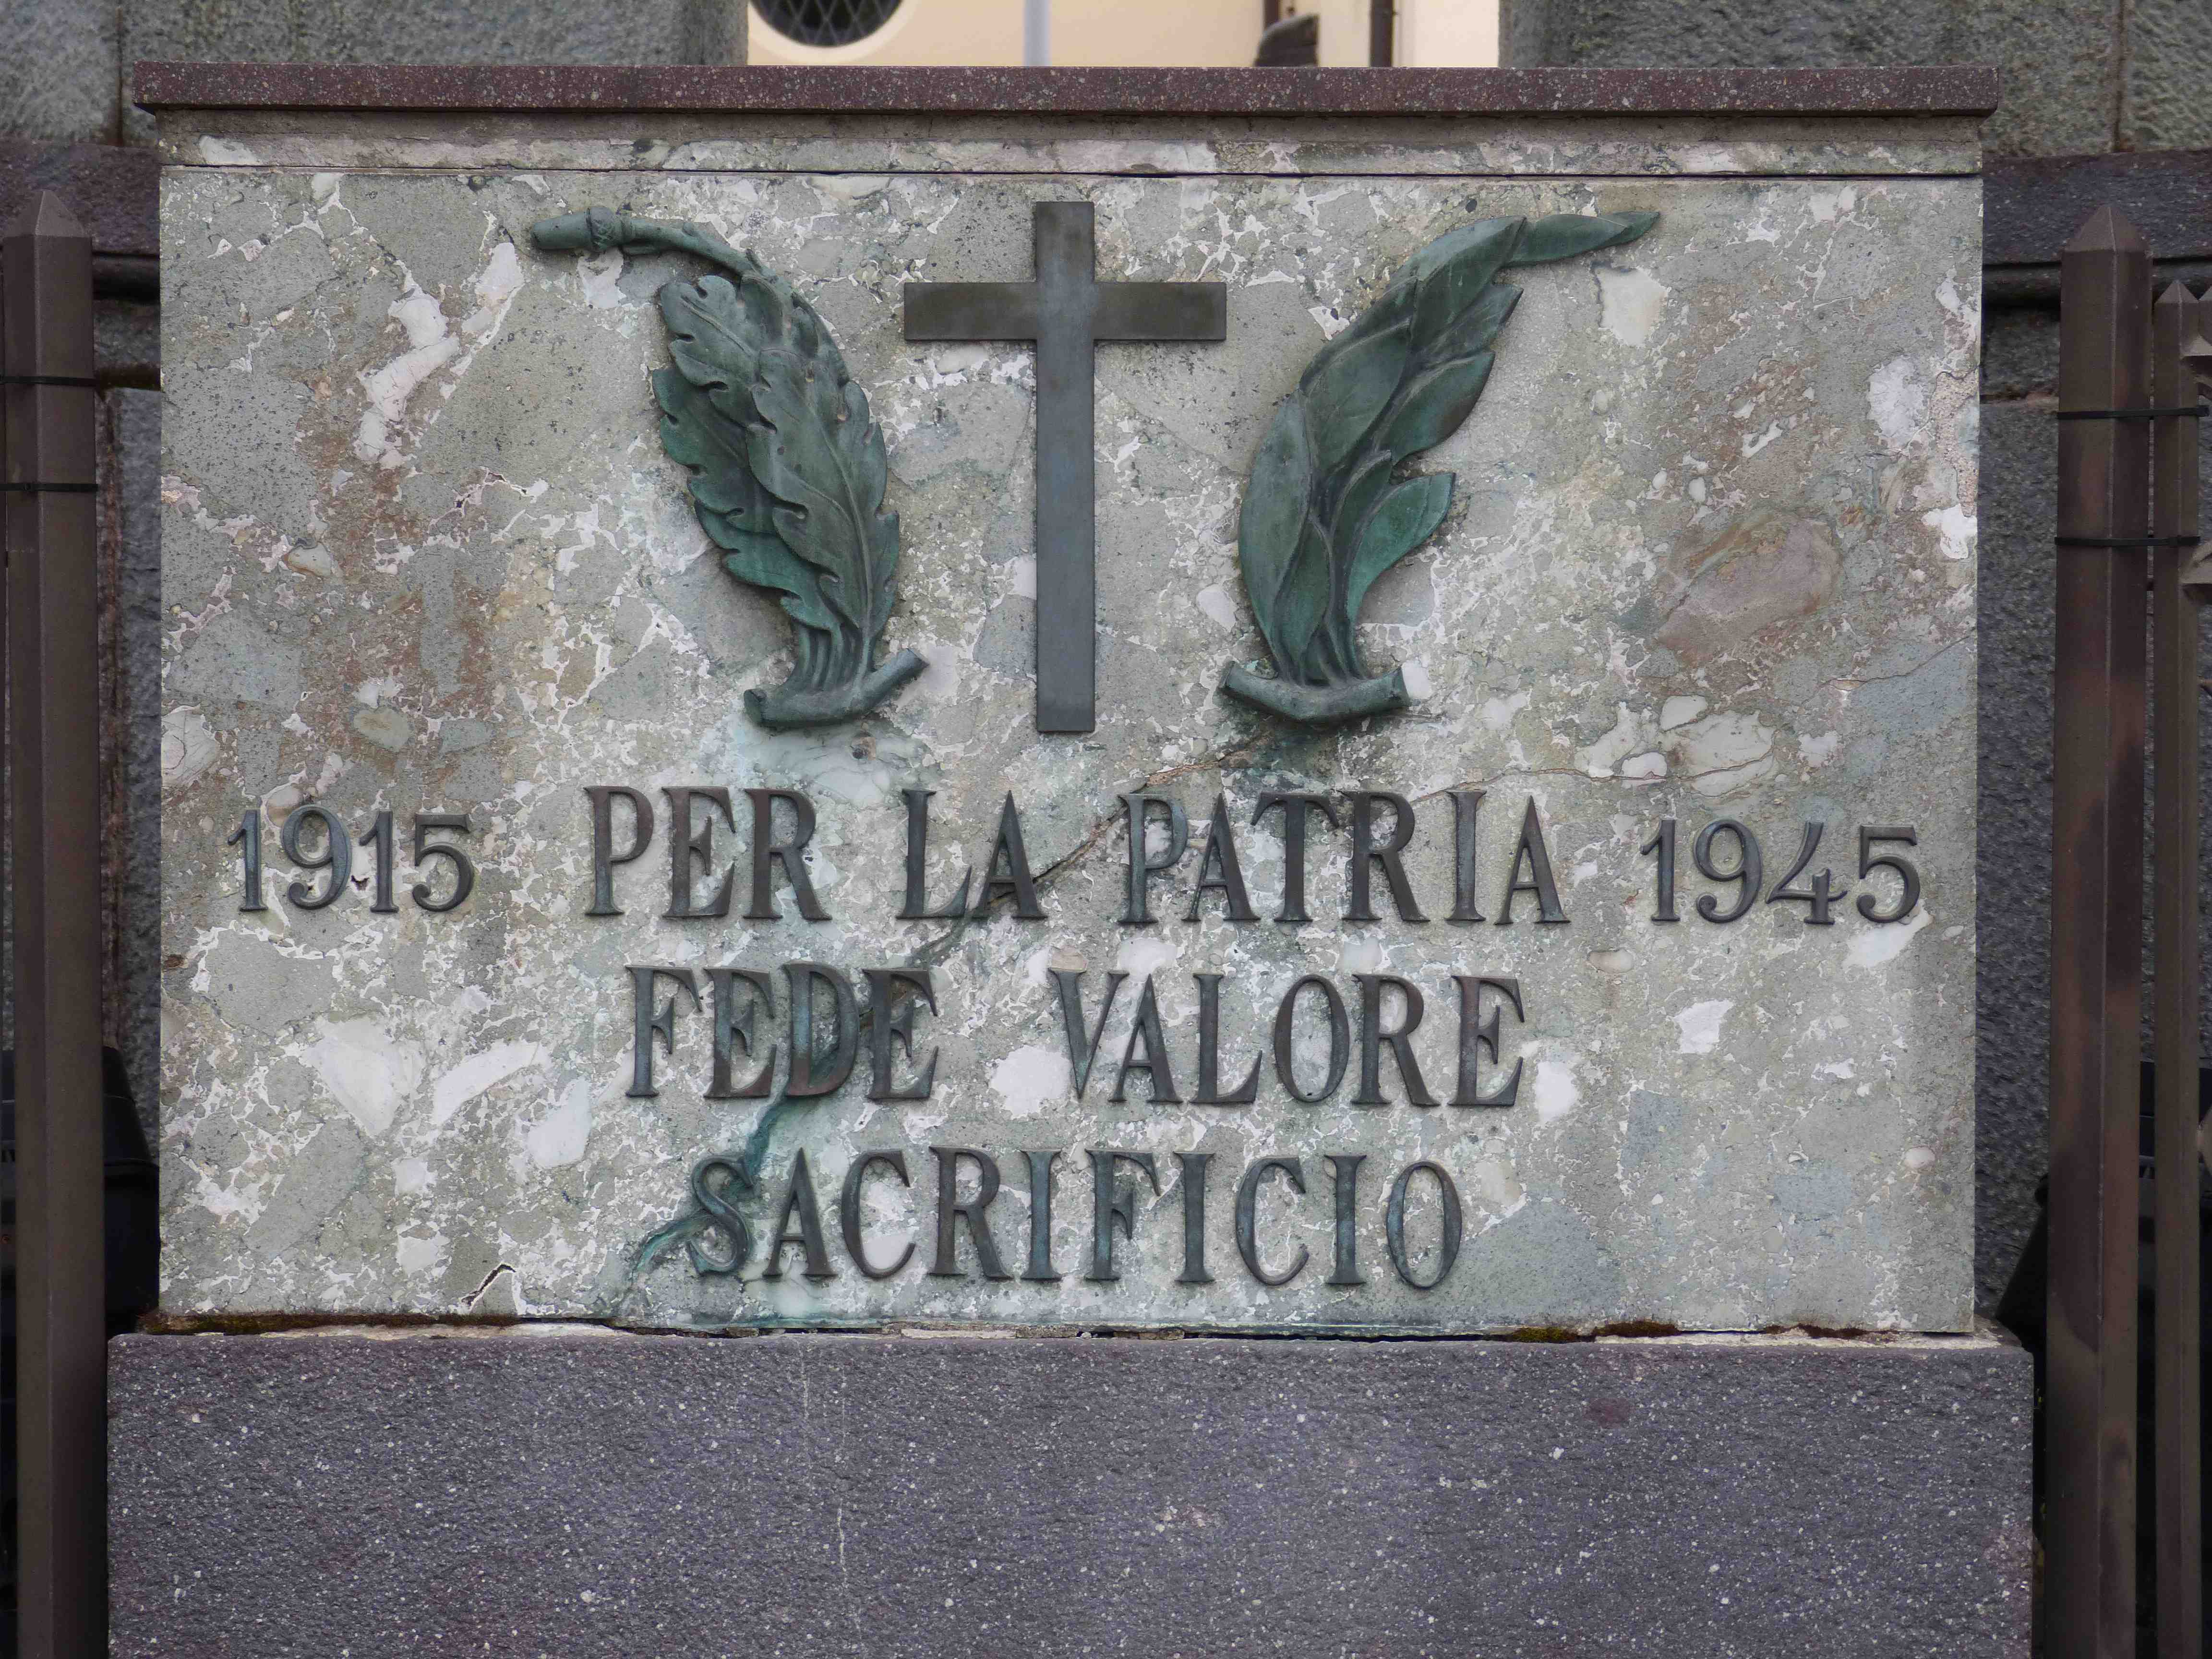 1915 PER LA PATRIA 1945
FEDE VALORE
SACRIFICIO